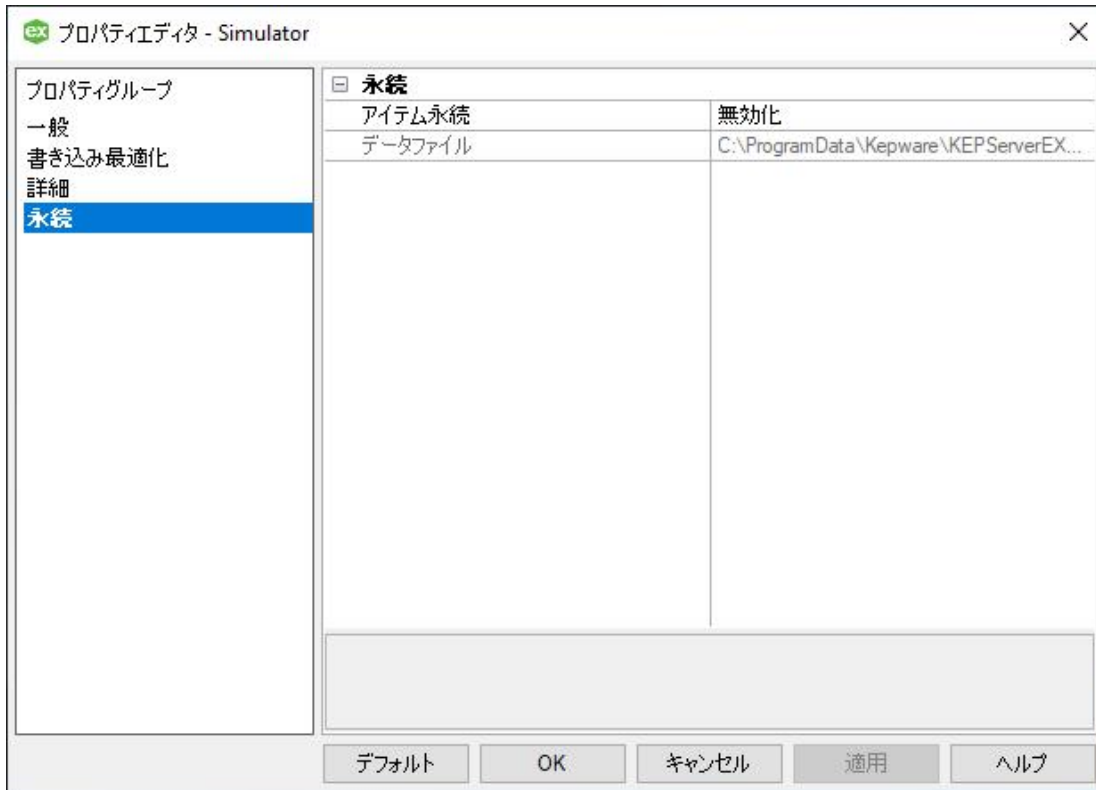 ex プロパティエディタ - Simulator
プロパティグループ
一般
書き込み最適化
詳細
永続
永続
アイテム永続 無効化
データファイル C:\ProgramData\Kepware\KEPServerEX...
デフォルト OK キャンセル 適用 ヘルプ